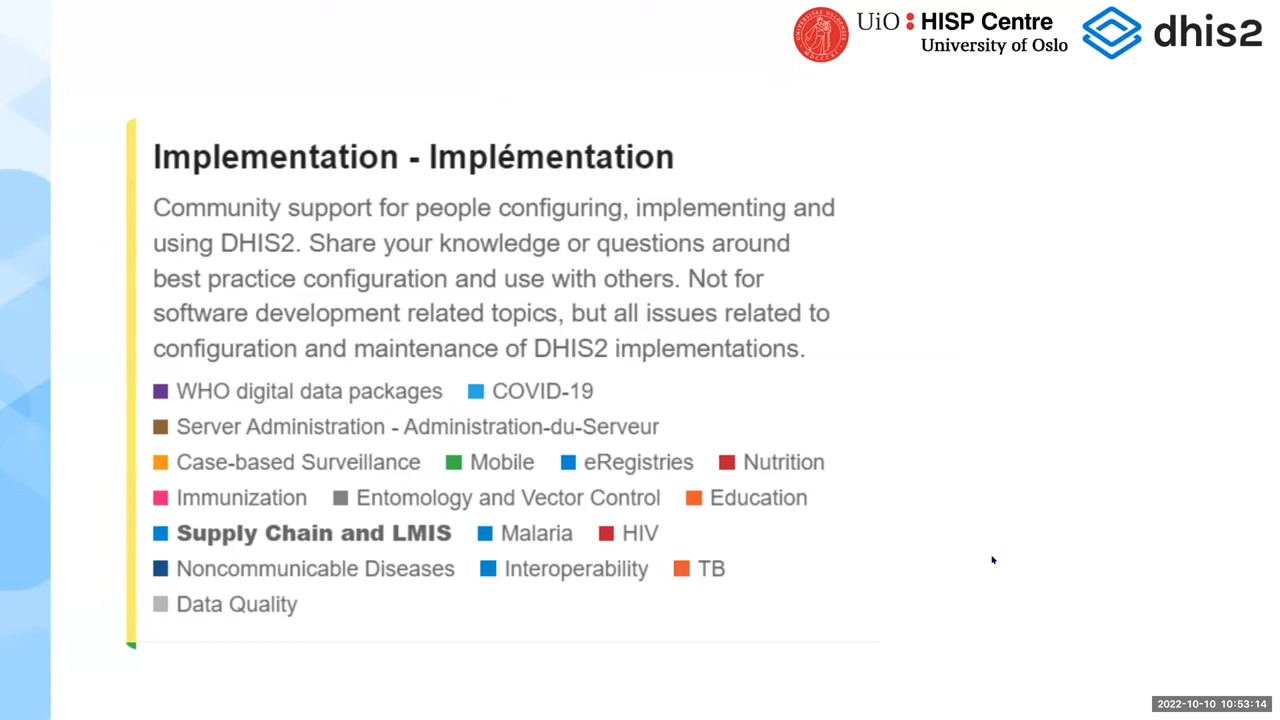 UiO : HISP Centre
University of Oslo
dhis2
Implementation - Implémentation
Community support for people configuring, implementing and
using DHIS2. Share your knowledge or questions around
best practice configuration and use with others. Not for
software development related topics, but all issues related to
configuration and maintenance of DHIS2 implementations.
WHO digital data packages COVID-19
Server Administration - Administration-du-Serveur
Case-based Surveillance Mobile eRegistries Nutrition
Immunization Entomology and Vector Control Education
Supply Chain and LMIS Malaria HIV
Noncommunicable Diseases Interoperability TB
Data Quality
2022-10-10 10:53:14